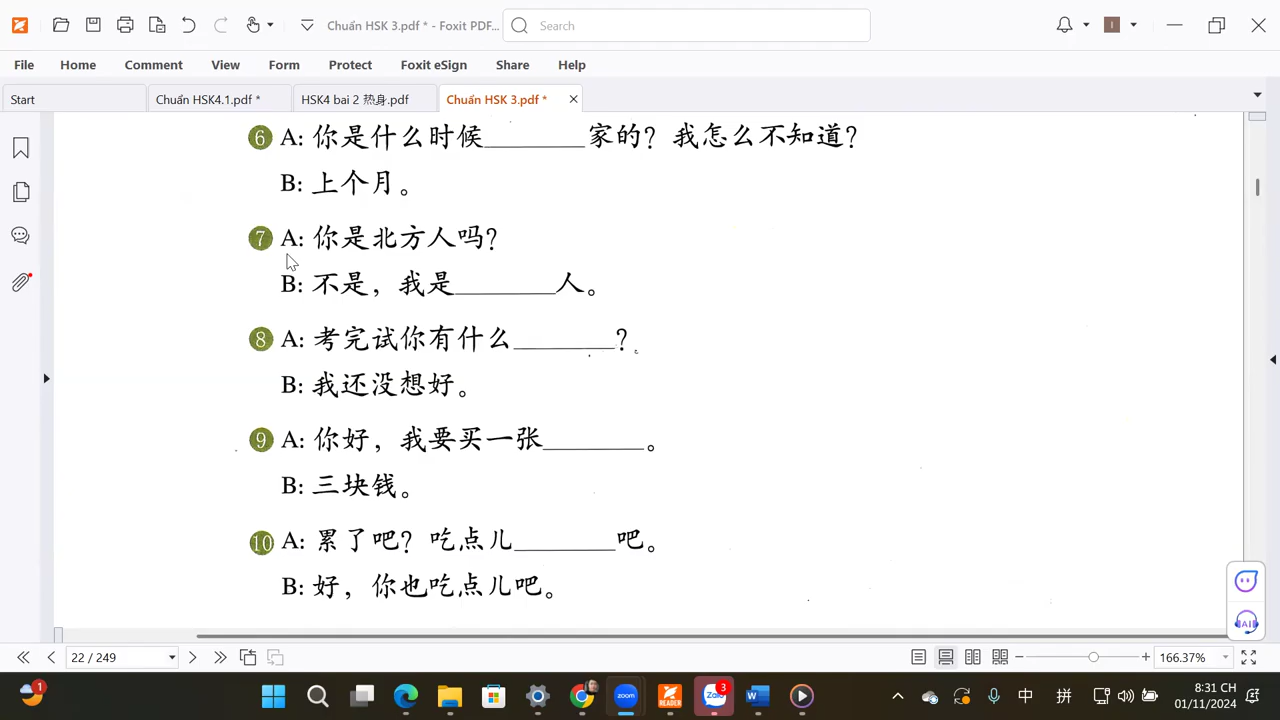 Chuẩn HSK 3.pdf * - Foxit PDF...
Search
I
File Home Comment View Form Protect Foxit eSign Share Help
Start
Chuẩn HSK4.1.pdf *
HSK4 bai 2 热身.pdf
Chuẩn HSK 3.pdf *
6 A: 你是什么时候________家的？我怎么不知道？
B: 上个月。
7 A: 你是北方人吗？
B: 不是，我是________人。
8 A: 考完试你有什么________？
B: 我还没想好。
9 A: 你好，我要买一张________。
B: 三块钱。
10 A: 累了吧？吃点儿________吧。
B: 好，你也吃点儿吧。
AI
22 / 249
166.37%
1
zoom
READER
Zalo
3
W
中
拼
8:31 CH
01/11/2024